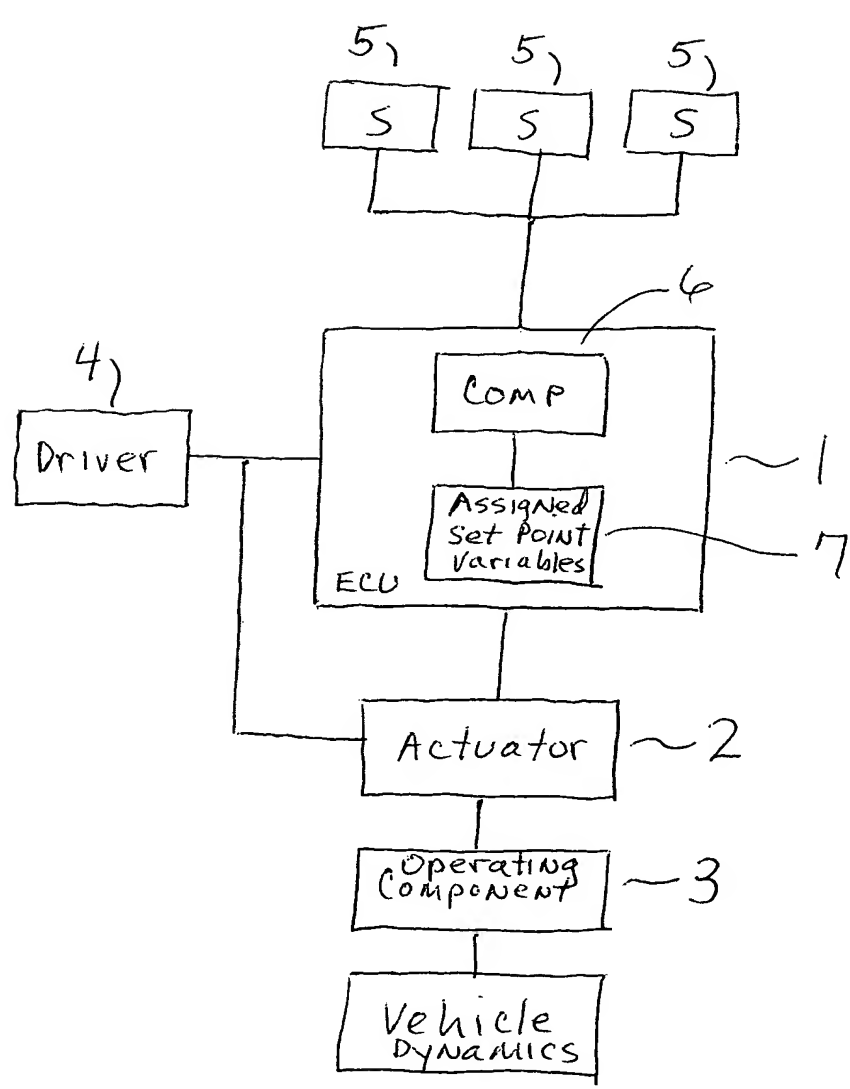 5 5 5
S S S
6
Comp
4
Driver
1
Assigned
Set Point
Variables
7
ECU
Actuator
2
Operating
Component
3
Vehicle
Dynamics